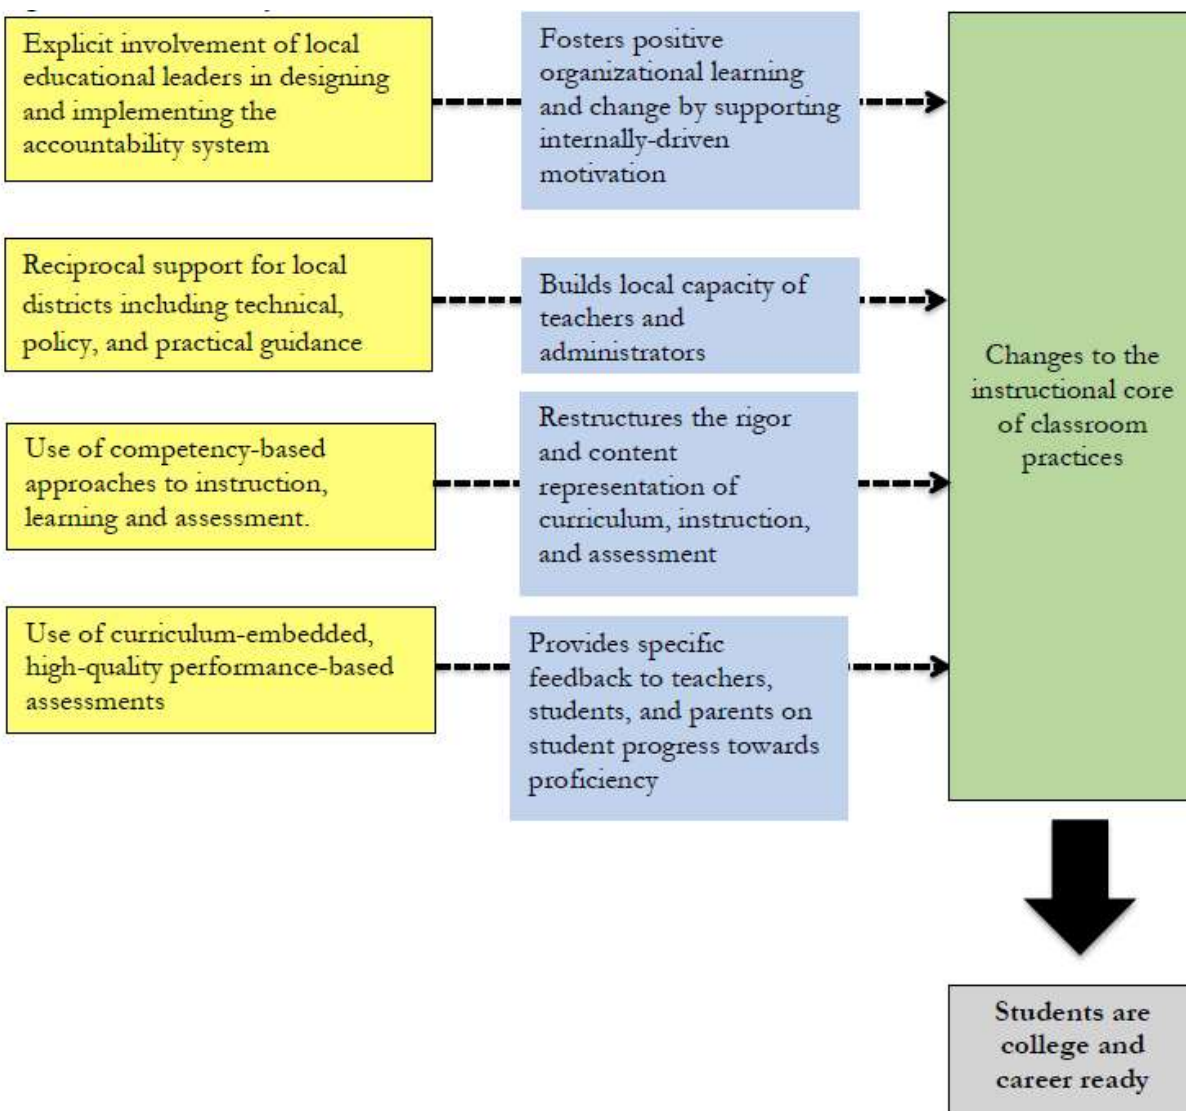 Explicit involvement of local
educational leaders in designing
and implementing the
accountability system
Fosters positive
organizational learning
and change by supporting
internally-driven
motivation
Reciprocal support for local
districts including technical,
policy, and practical guidance
Builds local capacity of
teachers and
administrators
Use of competency-based
approaches to instruction,
learning and assessment.
Restructures the rigor
and content
representation of
curriculum, instruction,
and assessment
Use of curriculum-embedded,
high-quality performance-based
assessments
Provides specific
feedback to teachers,
students, and parents on
student progress towards
proficiency
Changes to the
instructional core
of classroom
practices
Students are
college and
career ready